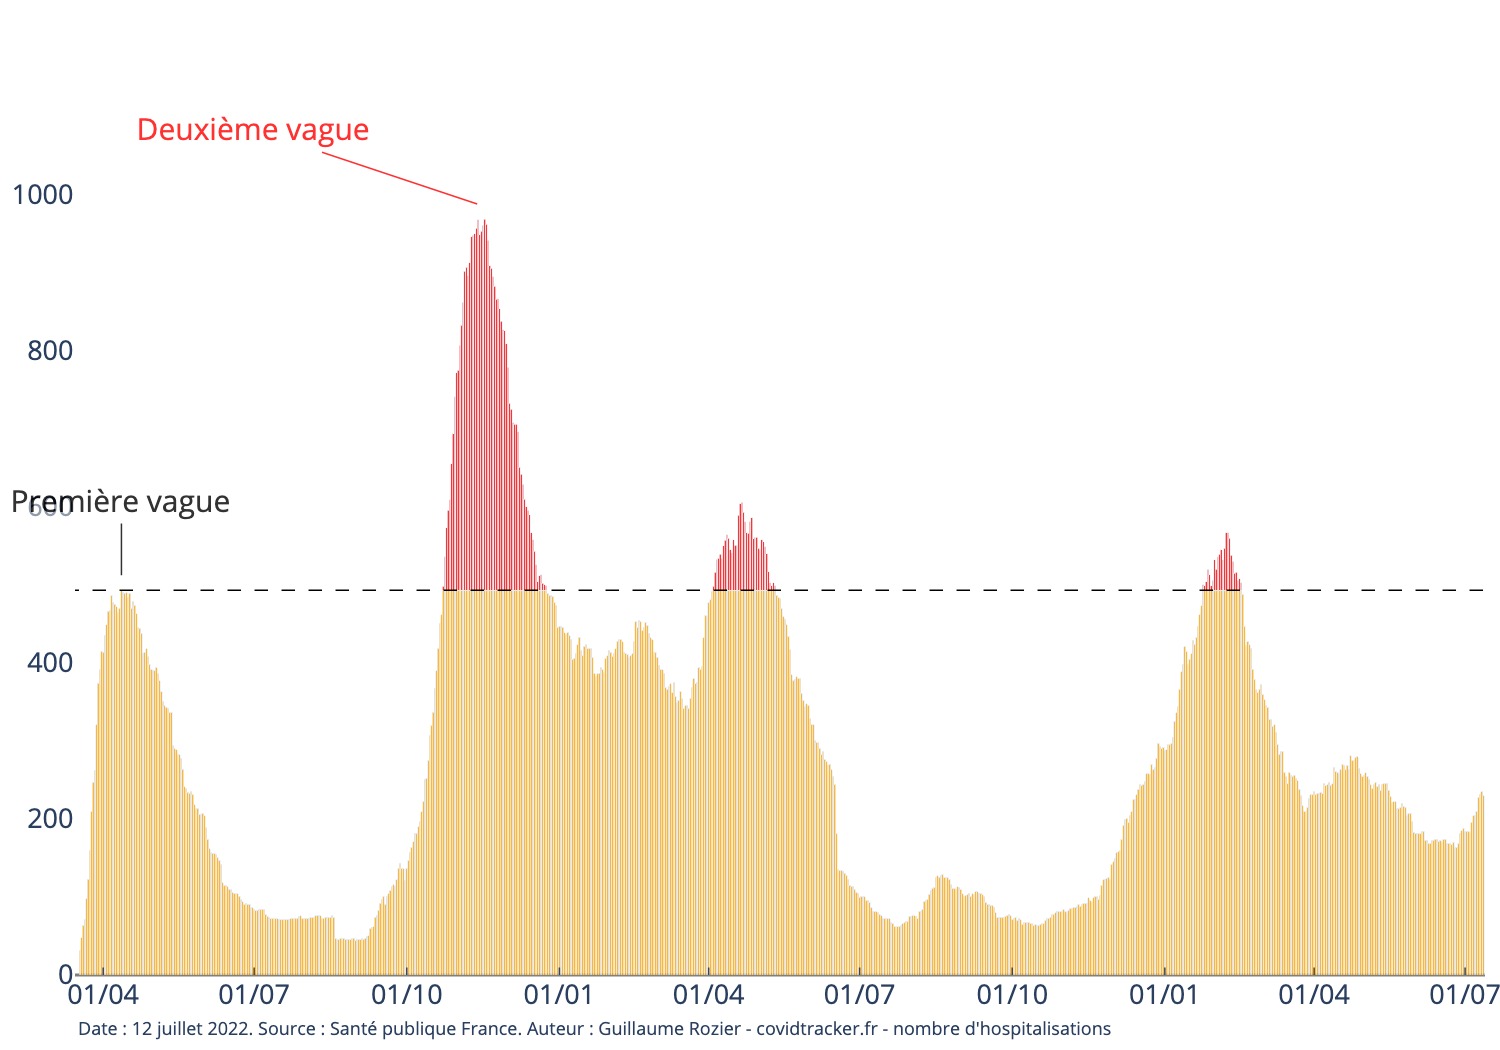 Deuxième vague
1000
800
Première vague
600
400
200
0
01/04 01/07 01/10 01/01 01/04 01/07 01/10 01/01 01/04 01/07
Date : 12 juillet 2022. Source : Santé publique France. Auteur : Guillaume Rozier - covidtracker.fr - nombre d'hospitalisations